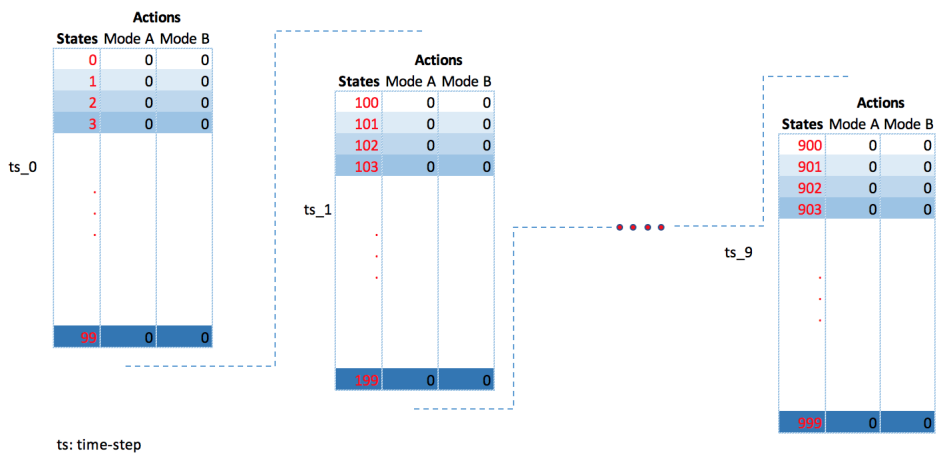 Actions
States Mode A Mode B
0 0 0
1 0 0
2 0 0
3 0 0
ts_0
.
.
.
99 0 0
Actions
States Mode A Mode B
100 0 0
101 0 0
102 0 0
103 0 0
ts_1
.
.
.
199 0 0
Actions
States Mode A Mode B
900 0 0
901 0 0
902 0 0
903 0 0
ts_9
.
.
.
999 0 0
ts: time-step